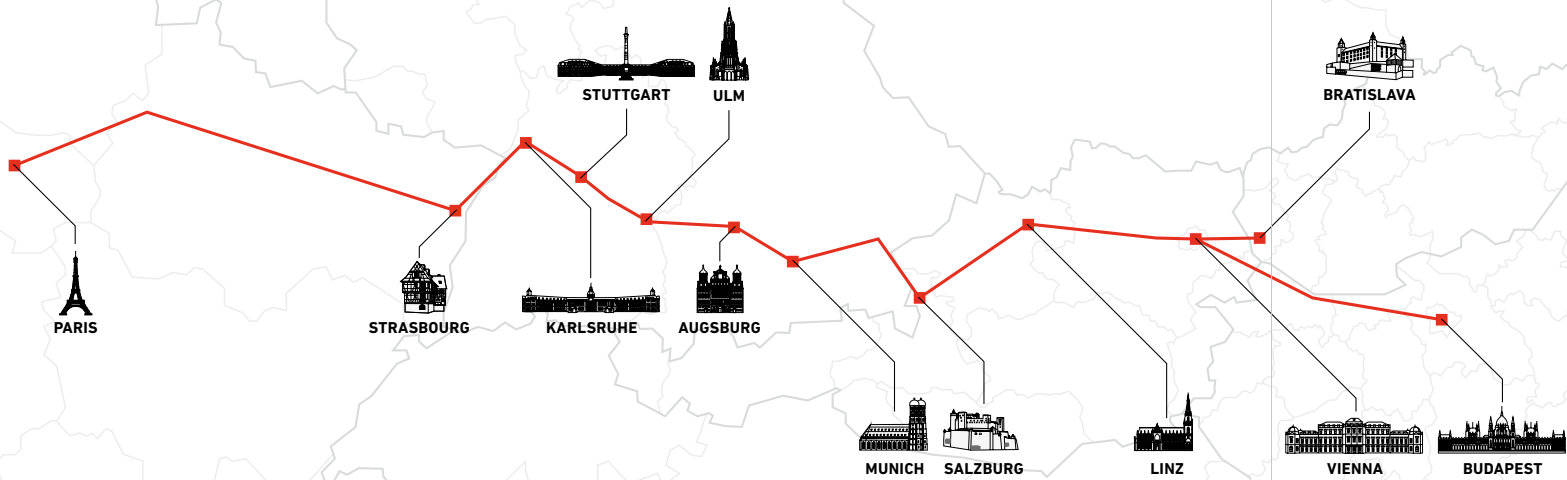 STUTTGART
ULM
BRATISLAVA
PARIS
STRASBOURG
KARLSRUHE
AUGSBURG
MUNICH
SALZBURG
LINZ
VIENNA
BUDAPEST